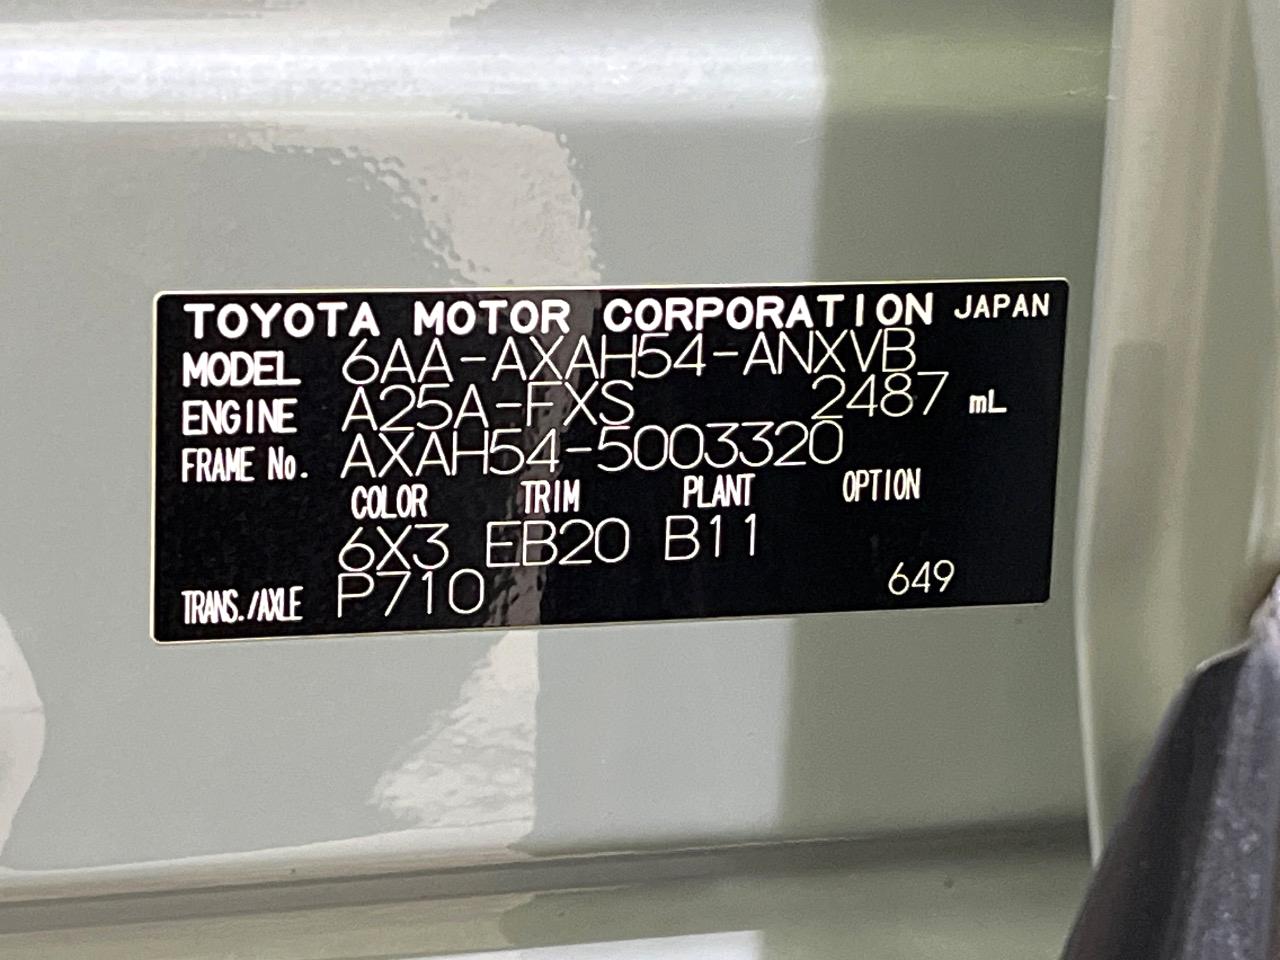 TOYOTA MOTOR CORPORATION JAPAN
MODEL 6AA-AXAH54-ANXVB
ENGINE A25A-FXS 2487 mL
FRAME No. AXAH54-5003320
COLOR TRIM PLANT OPTION
6X3 EB20 B11
TRANS./AXLE P710 649